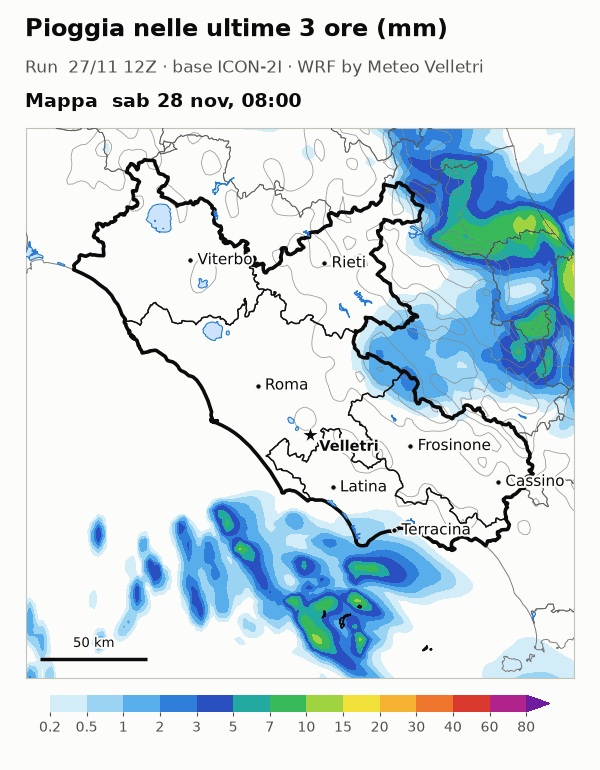 Pioggia nelle ultime 3 ore (mm)
Run  27/11 12Z · base ICON-2I · WRF by Meteo Velletri
Mappa  sab 28 nov, 08:00
Viterbo
Rieti
Roma
Velletri
Frosinone
Latina
Cassino
Terracina
50 km
0.2 0.5 1 2 3 5 7 10 15 20 30 40 60 80